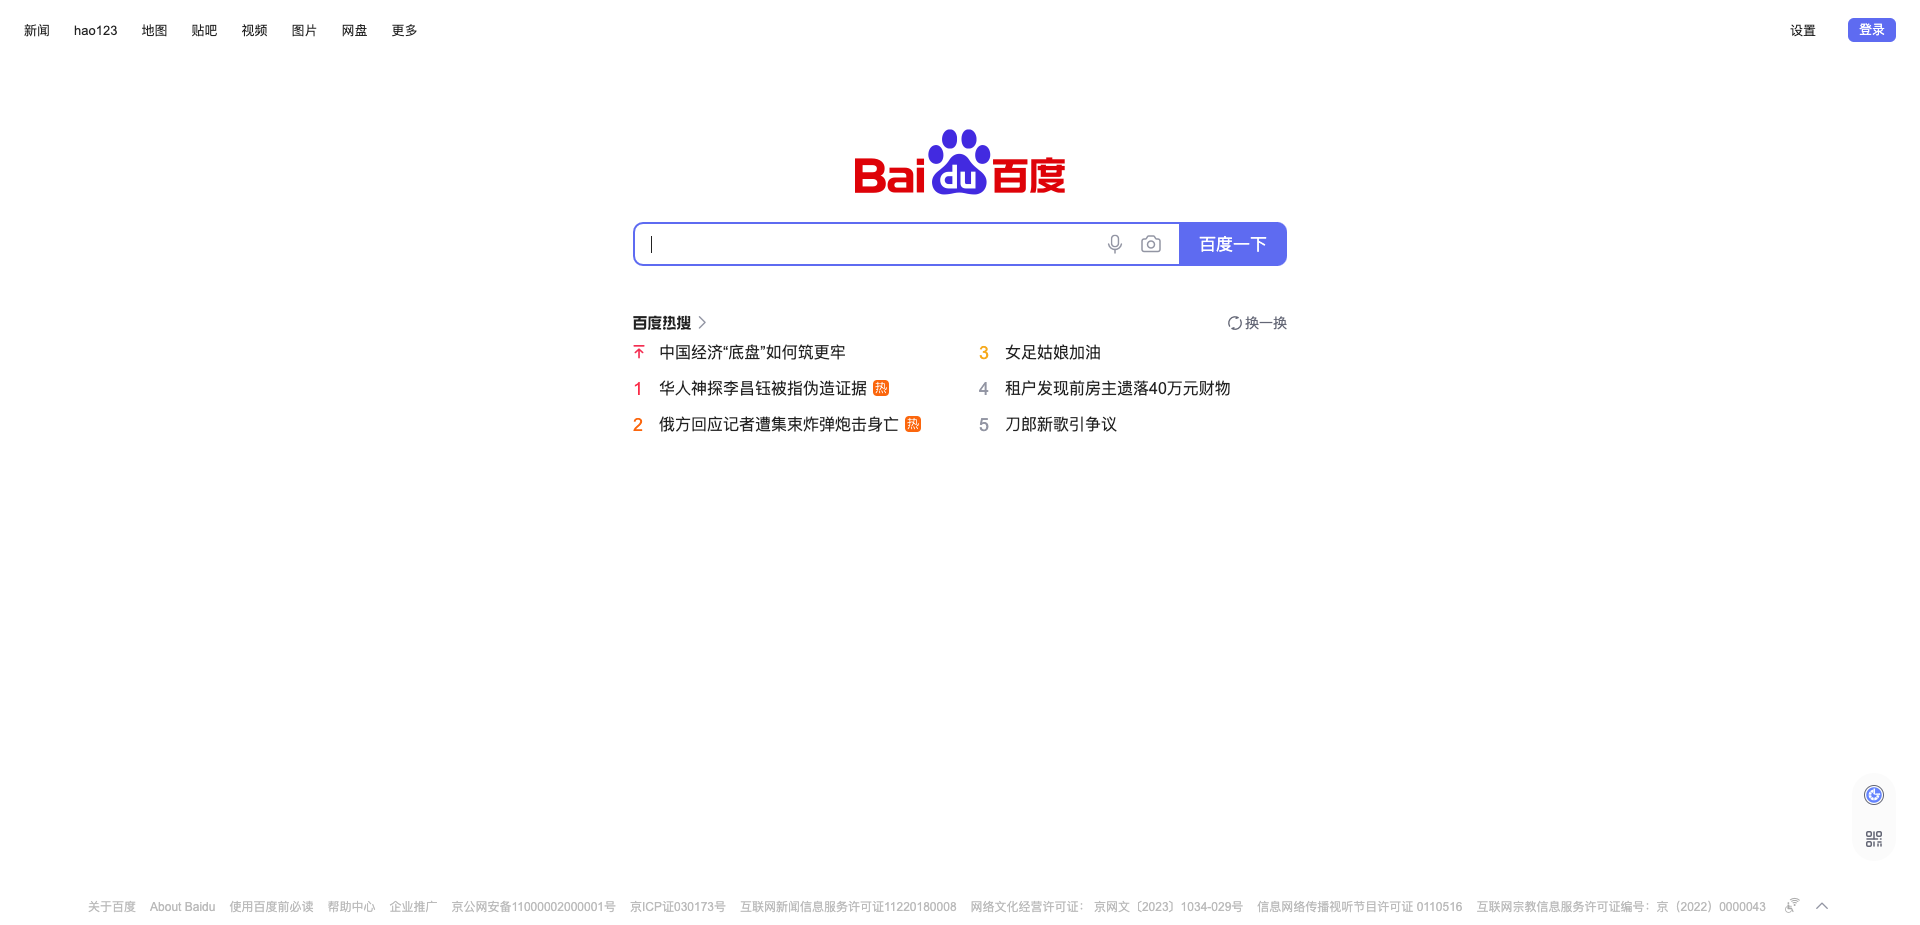 新闻 hao123 地图 贴吧 视频 图片 网盘 更多 设置 登录
Baidu百度
百度一下
百度热搜 换一换
中国经济“底盘”如何筑更牢
1 华人神探李昌钰被指伪造证据 热
2 俄方回应记者遭集束炸弹炮击身亡 热
3 女足姑娘加油
4 租户发现前房主遗落40万元财物
5 刀郎新歌引争议
关于百度 About Baidu 使用百度前必读 帮助中心 企业推广 京公网安备11000002000001号 京ICP证030173号 互联网新闻信息服务许可证11220180008 网络文化经营许可证： 京网文〔2023〕1034-029号 信息网络传播视听节目许可证 0110516 互联网宗教信息服务许可证编号：京（2022）0000043